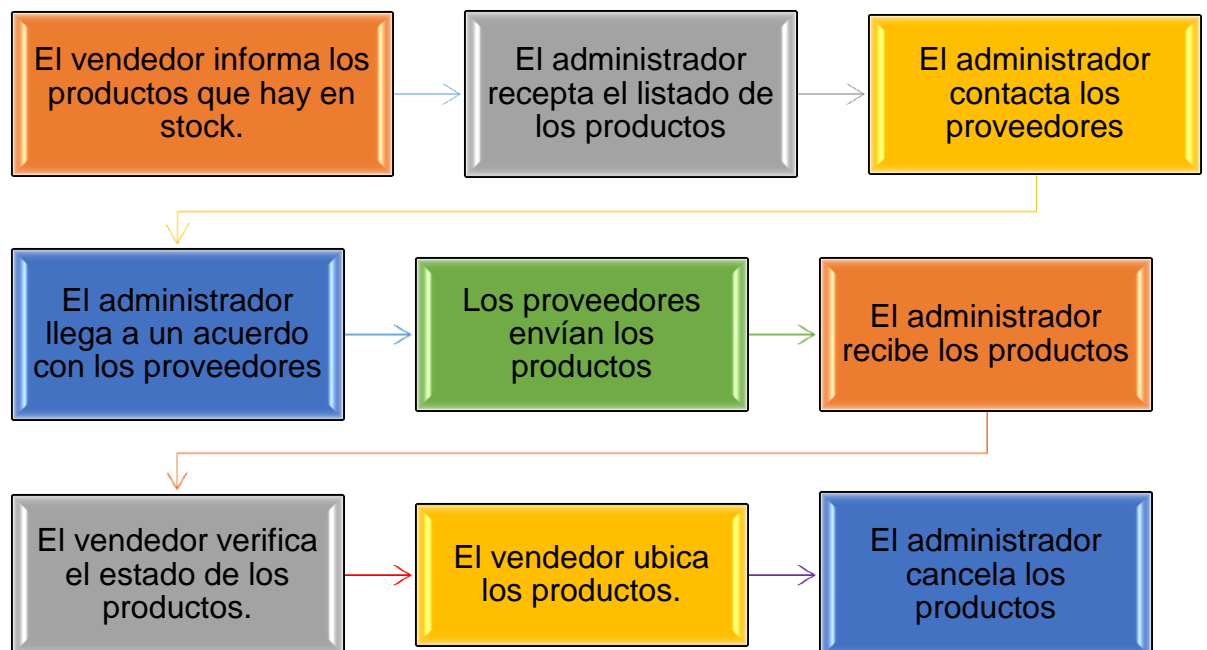 El vendedor informa los
productos que hay en
stock.
El administrador
recepta el listado de
los productos
El administrador
contacta los
proveedores
El administrador
llega a un acuerdo
con los proveedores
Los proveedores
envían los
productos
El administrador
recibe los productos
El vendedor verifica
el estado de los
productos.
El vendedor ubica
los productos.
El administrador
cancela los
productos